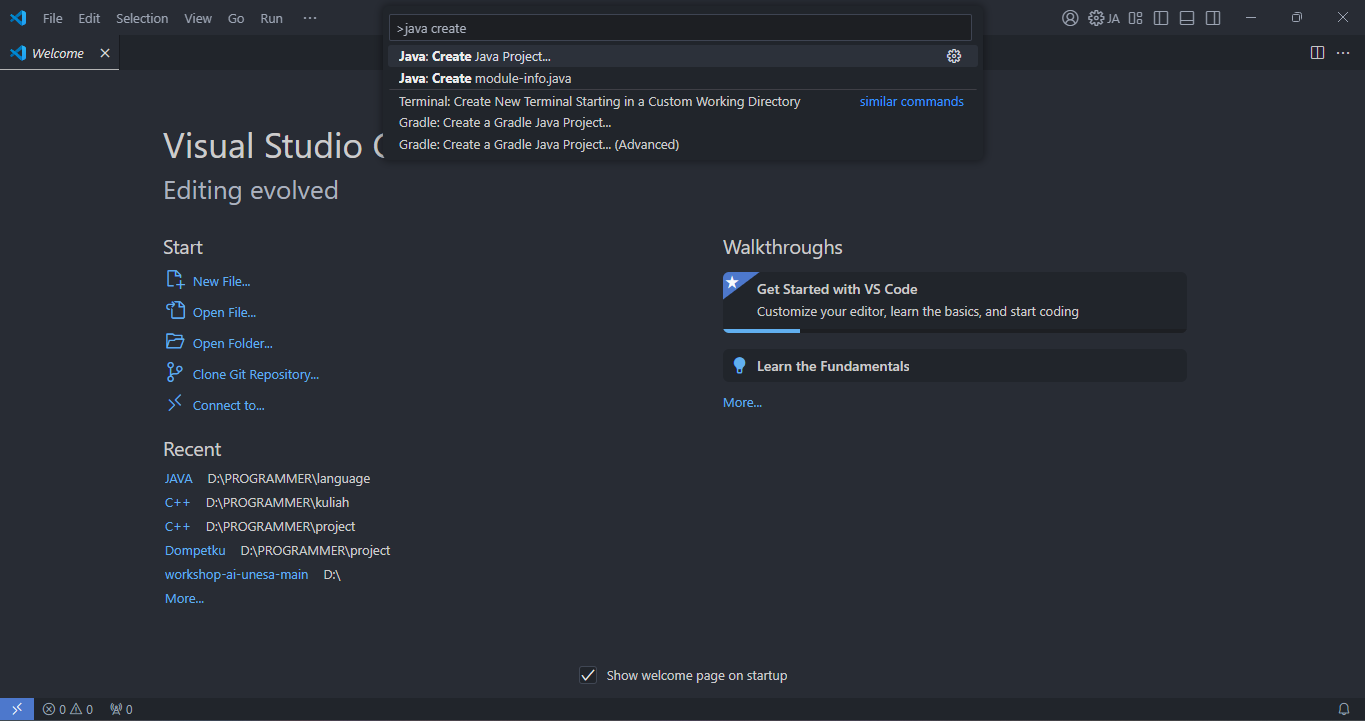 File Edit Selection View Go Run ···
>java create
JA
Welcome
Java: Create Java Project...
Java: Create module-info.java
Terminal: Create New Terminal Starting in a Custom Working Directory similar commands
Gradle: Create a Gradle Java Project...
Gradle: Create a Gradle Java Project... (Advanced)
Visual Studio
Editing evolved
Start
New File...
Open File...
Open Folder...
Clone Git Repository...
Connect to...
Recent
JAVA D:\PROGRAMMER\language
C++ D:\PROGRAMMER\kuliah
C++ D:\PROGRAMMER\project
Dompetku D:\PROGRAMMER\project
workshop-ai-unesa-main D:\
More...
Walkthroughs
Get Started with VS Code
Customize your editor, learn the basics, and start coding
Learn the Fundamentals
More...
Show welcome page on startup
0 0 0